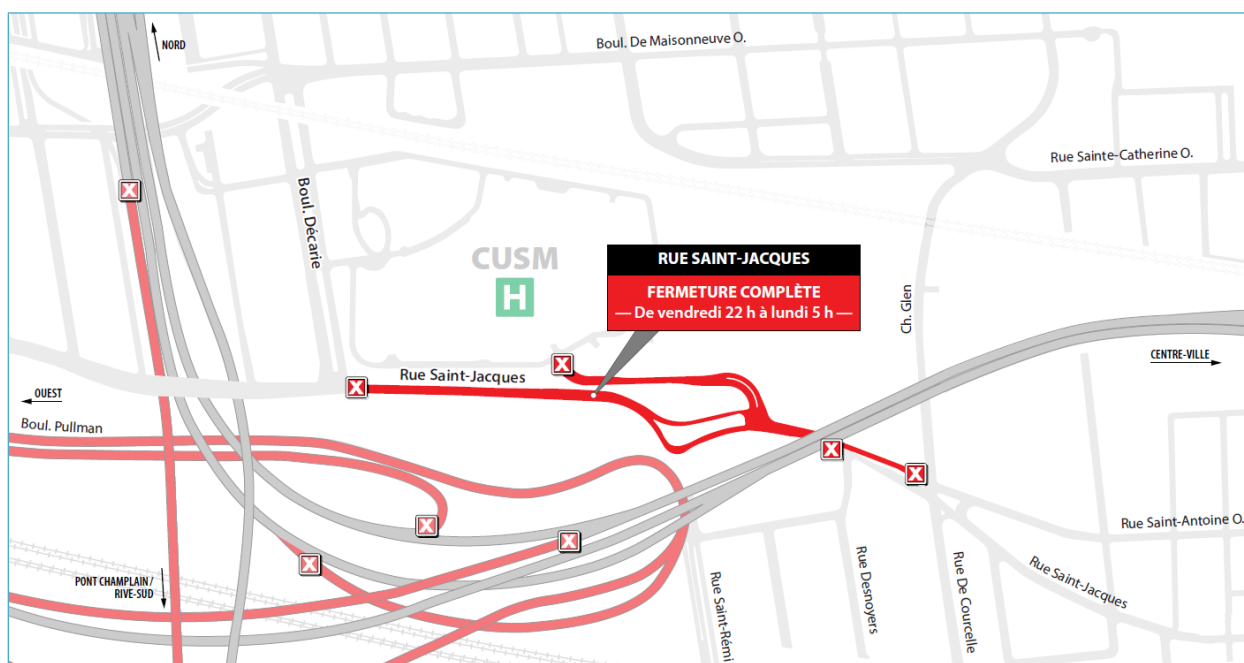 NORD
Boul. De Maisonneuve O.
Rue Sainte-Catherine O.
Boul. Décarie
CUSM
H
RUE SAINT-JACQUES
FERMETURE COMPLÈTE
— De vendredi 22 h à lundi 5 h —
Ch. Glen
CENTRE-VILLE
X
X
X
Rue Saint-Jacques
OUEST
Boul. Pullman
X
X
X
X
X
Rue Saint-Antoine O.
PONT CHAMPLAIN /
RIVE-SUD
Rue Saint-Rémi
Rue Desnoyers
Rue De Courcelle
Rue Saint-Jacques